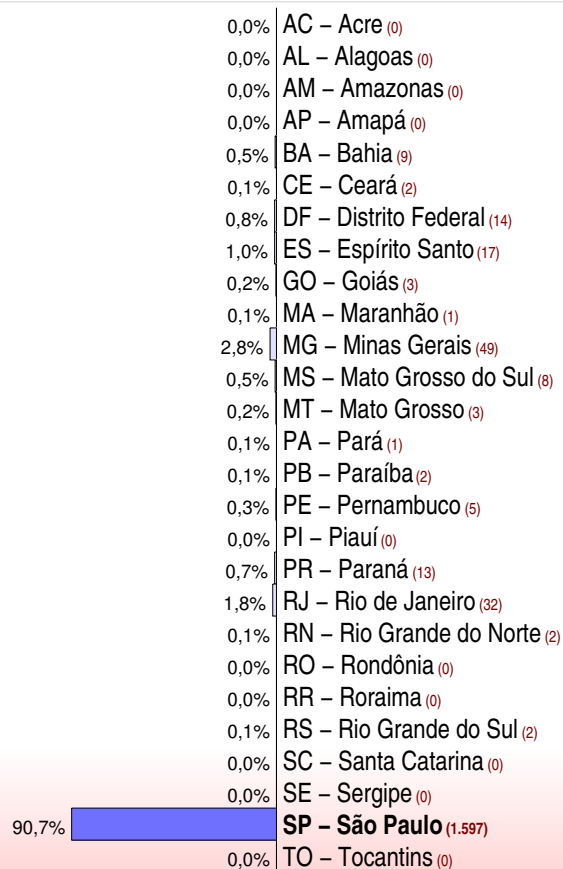 0,0% AC – Acre (0)
0,0% AL – Alagoas (0)
0,0% AM – Amazonas (0)
0,0% AP – Amapá (0)
0,5% BA – Bahia (9)
0,1% CE – Ceará (2)
0,8% DF – Distrito Federal (14)
1,0% ES – Espírito Santo (17)
0,2% GO – Goiás (3)
0,1% MA – Maranhão (1)
2,8% MG – Minas Gerais (49)
0,5% MS – Mato Grosso do Sul (8)
0,2% MT – Mato Grosso (3)
0,1% PA – Pará (1)
0,1% PB – Paraíba (2)
0,3% PE – Pernambuco (5)
0,0% PI – Piauí (0)
0,7% PR – Paraná (13)
1,8% RJ – Rio de Janeiro (32)
0,1% RN – Rio Grande do Norte (2)
0,0% RO – Rondônia (0)
0,0% RR – Roraima (0)
0,1% RS – Rio Grande do Sul (2)
0,0% SC – Santa Catarina (0)
0,0% SE – Sergipe (0)
90,7% SP – São Paulo (1.597)
0,0% TO – Tocantins (0)